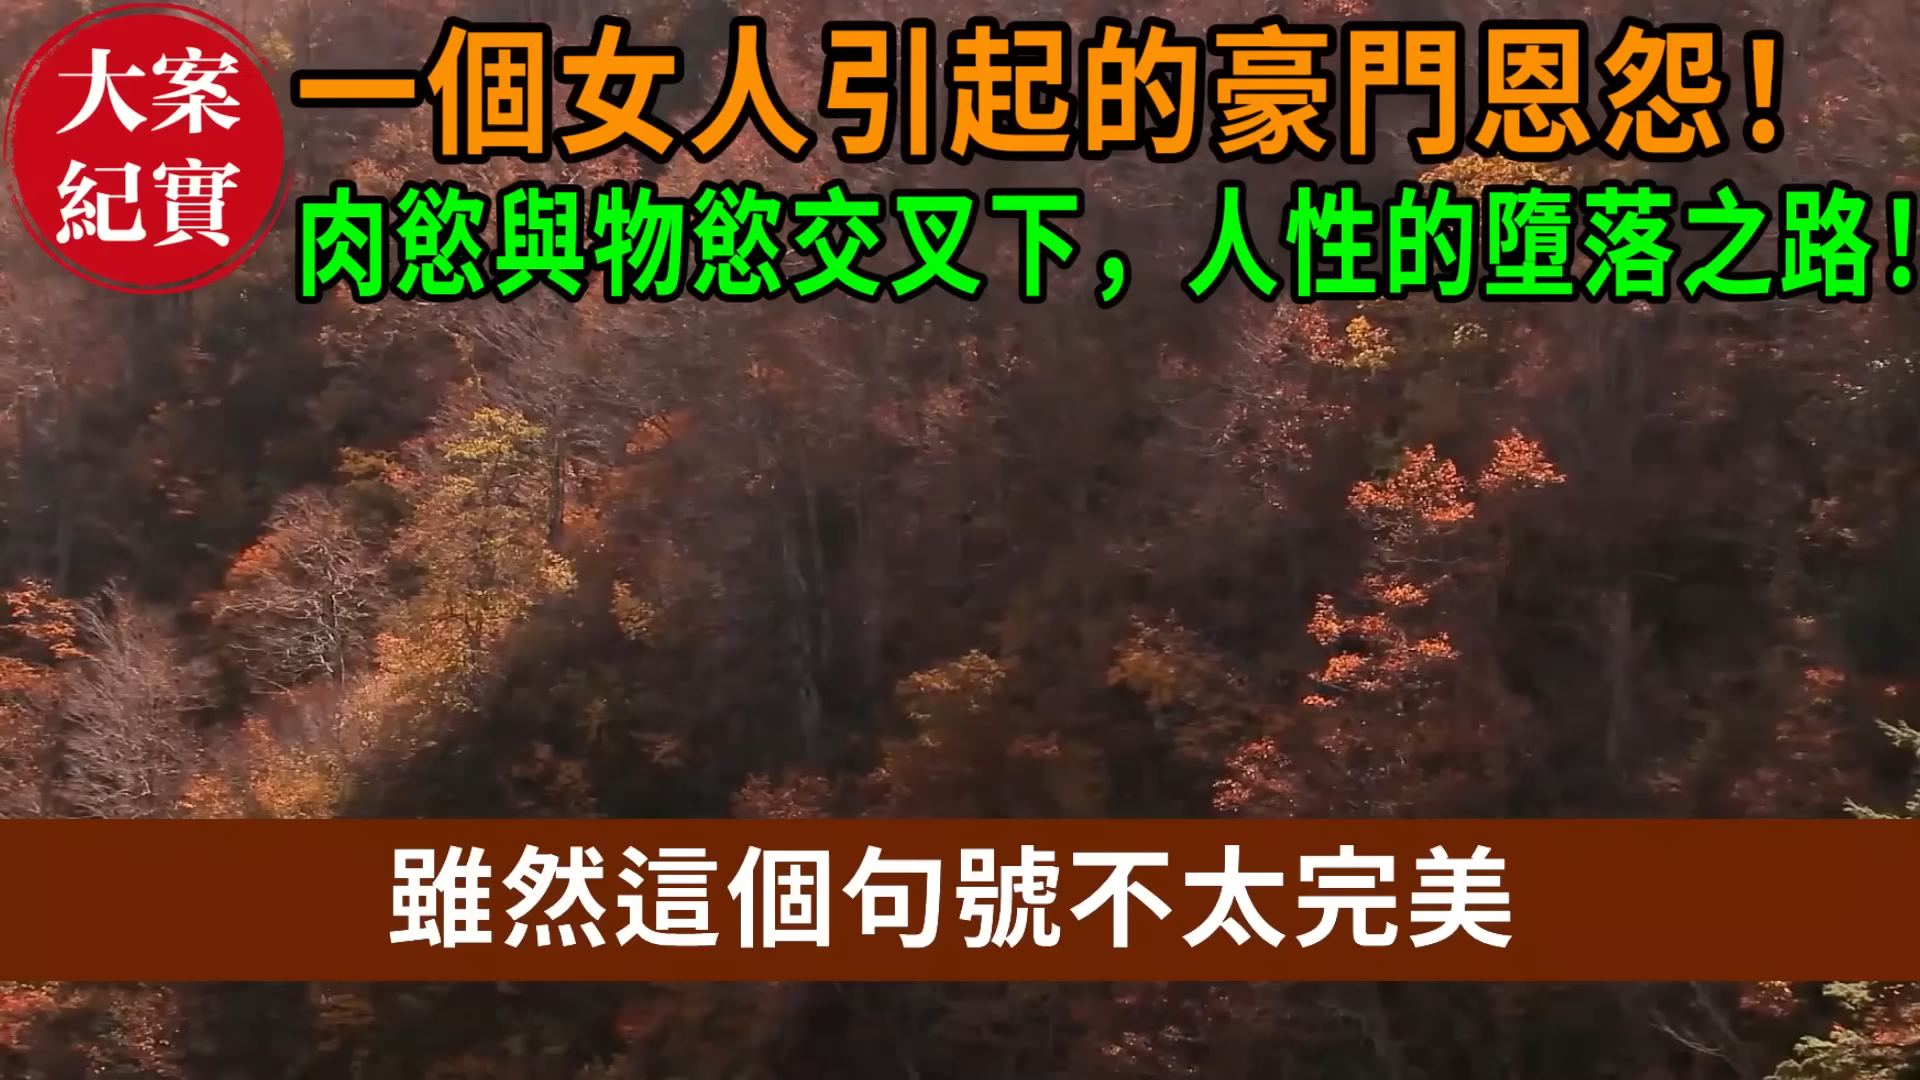 大案
紀實
一個女人引起的豪門恩怨！
肉慾與物慾交叉下，人性的墮落之路！
雖然這個句號不太完美